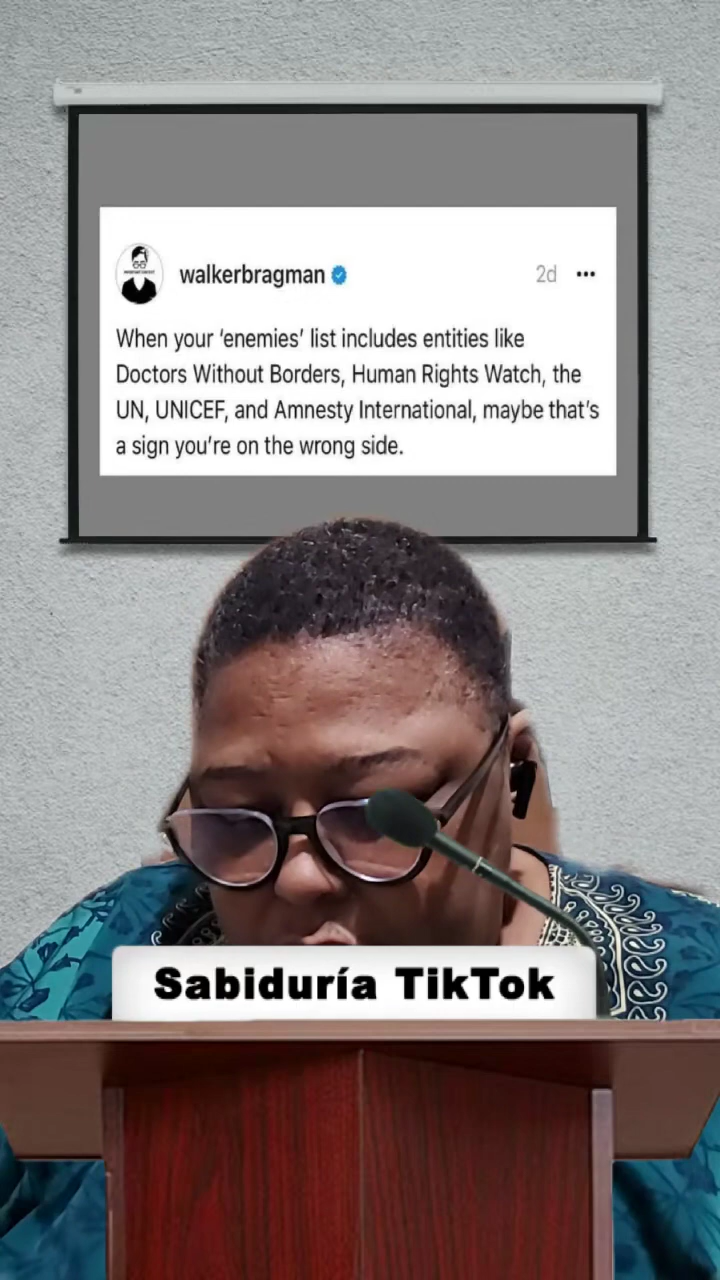 walkerbragman
2d
When your ‘enemies’ list includes entities like
Doctors Without Borders, Human Rights Watch, the
UN, UNICEF, and Amnesty International, maybe that’s
a sign you’re on the wrong side.
Sabiduría TikTok